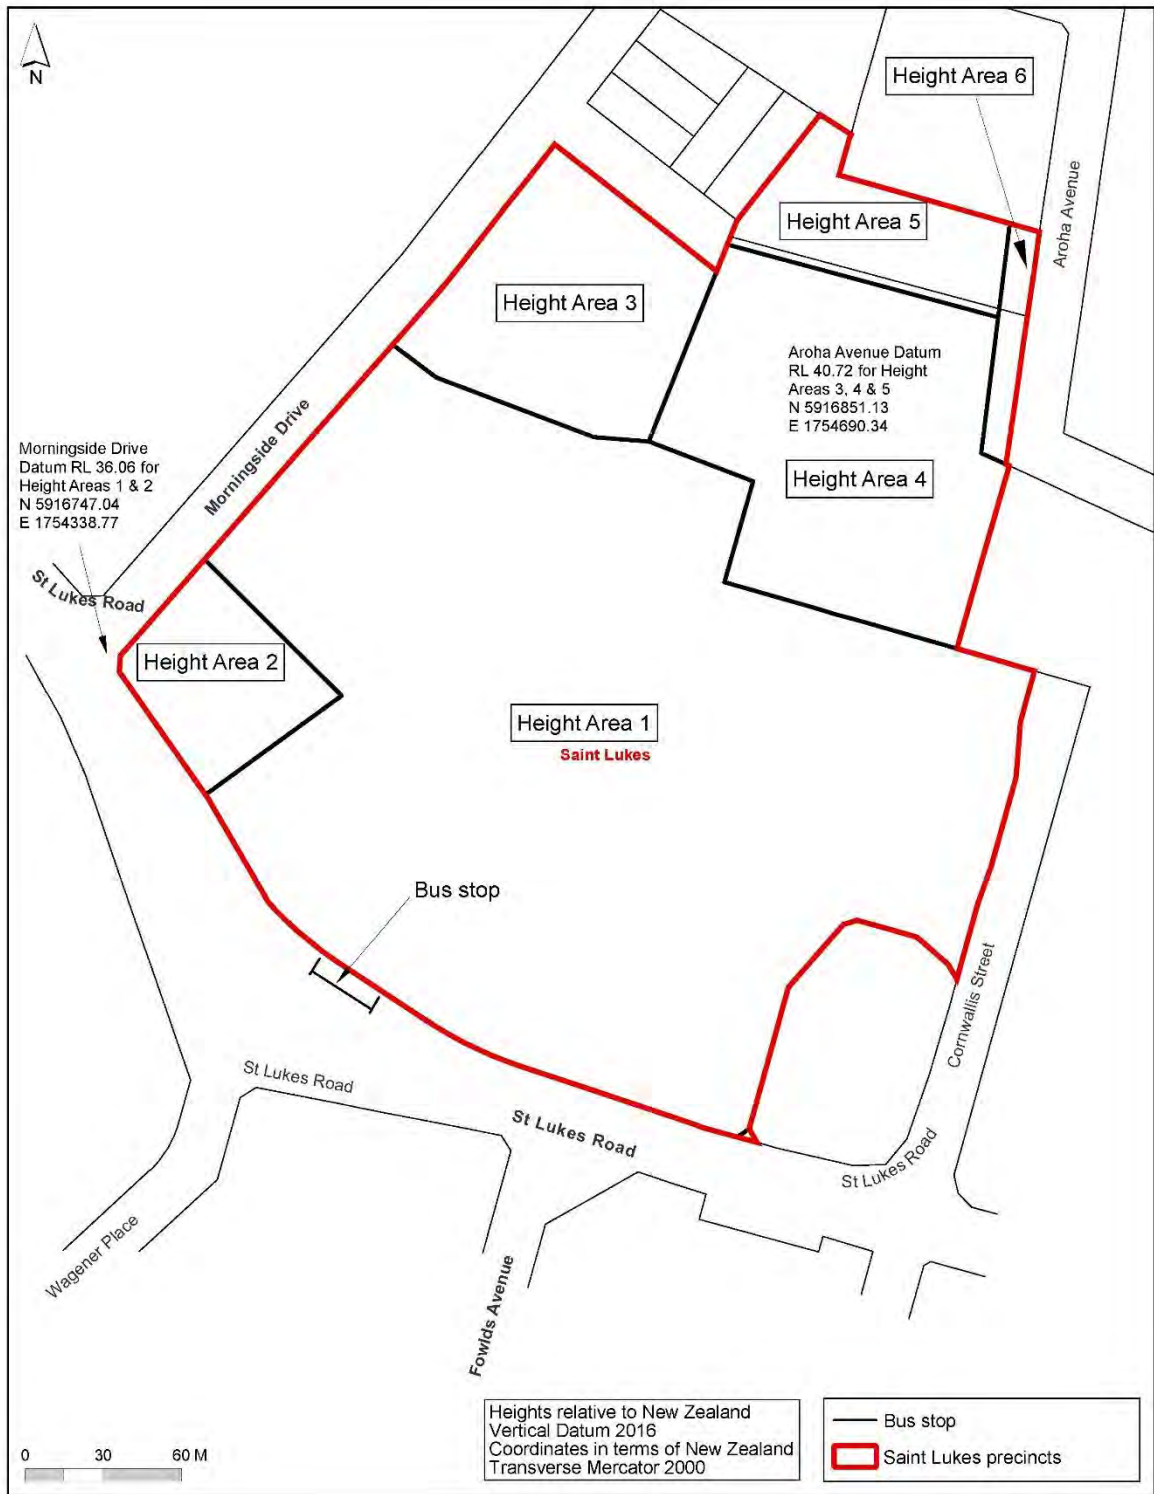 N
Height Area 6
Aroha Avenue
Height Area 5
Height Area 3
Aroha Avenue Datum
RL 40.72 for Height
Areas 3, 4 & 5
N 5916851.13
E 1754690.34
Morningside Drive
Morningside Drive
Datum RL 36.06 for
Height Areas 1 & 2
N 5916747.04
E 1754338.77
Height Area 4
St Lukes Road
Height Area 2
Height Area 1
Saint Lukes
Bus stop
Cornwallis Street
St Lukes Road
St Lukes Road
St Lukes Road
Wagener Place
Fowlds Avenue
Heights relative to New Zealand
Vertical Datum 2016
Coordinates in terms of New Zealand
Transverse Mercator 2000
Bus stop
Saint Lukes precincts
0 30 60 M